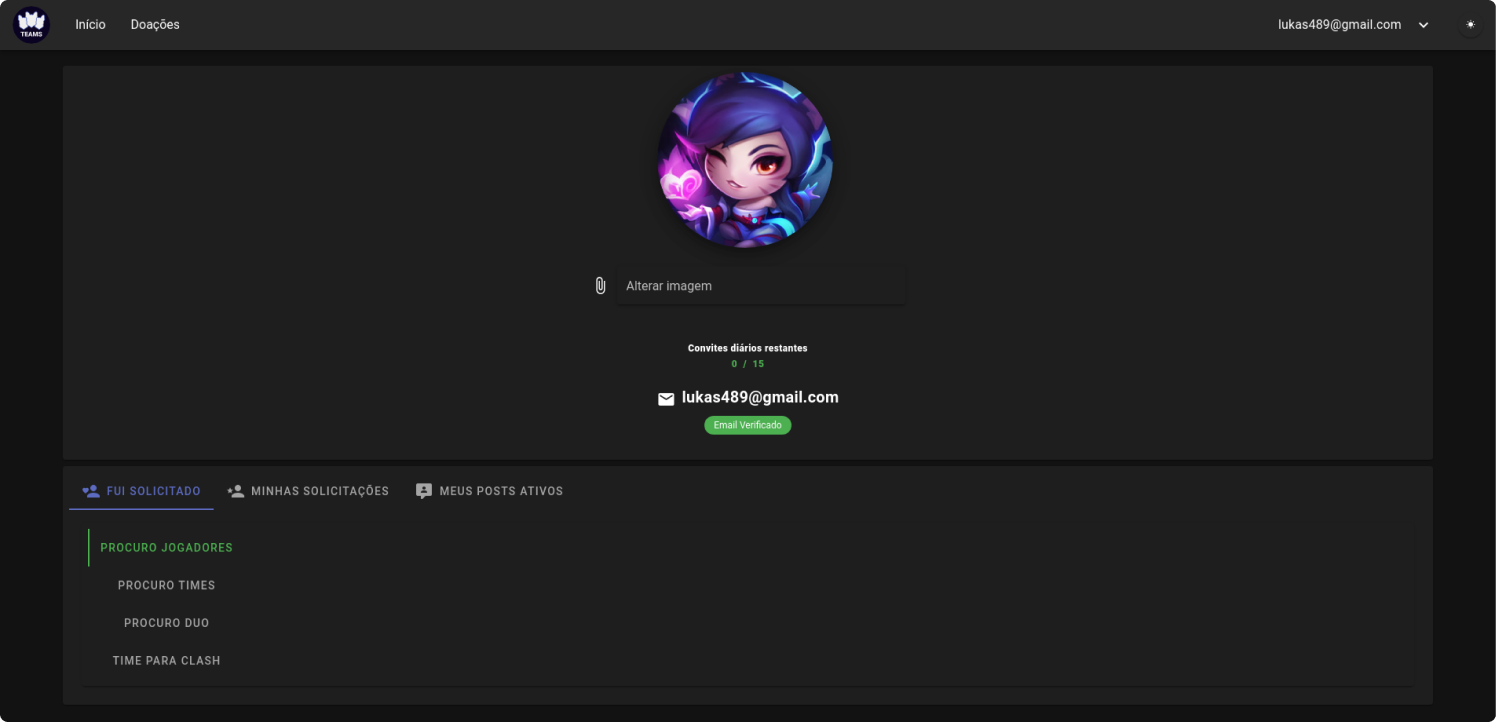 TEAMS
Início Doações lukas489@gmail.com
Alterar imagem
Convites diários restantes
0 / 15
lukas489@gmail.com
Email Verificado
FUI SOLICITADO MINHAS SOLICITAÇÕES MEUS POSTS ATIVOS
PROCURO JOGADORES
PROCURO TIMES
PROCURO DUO
TIME PARA CLASH